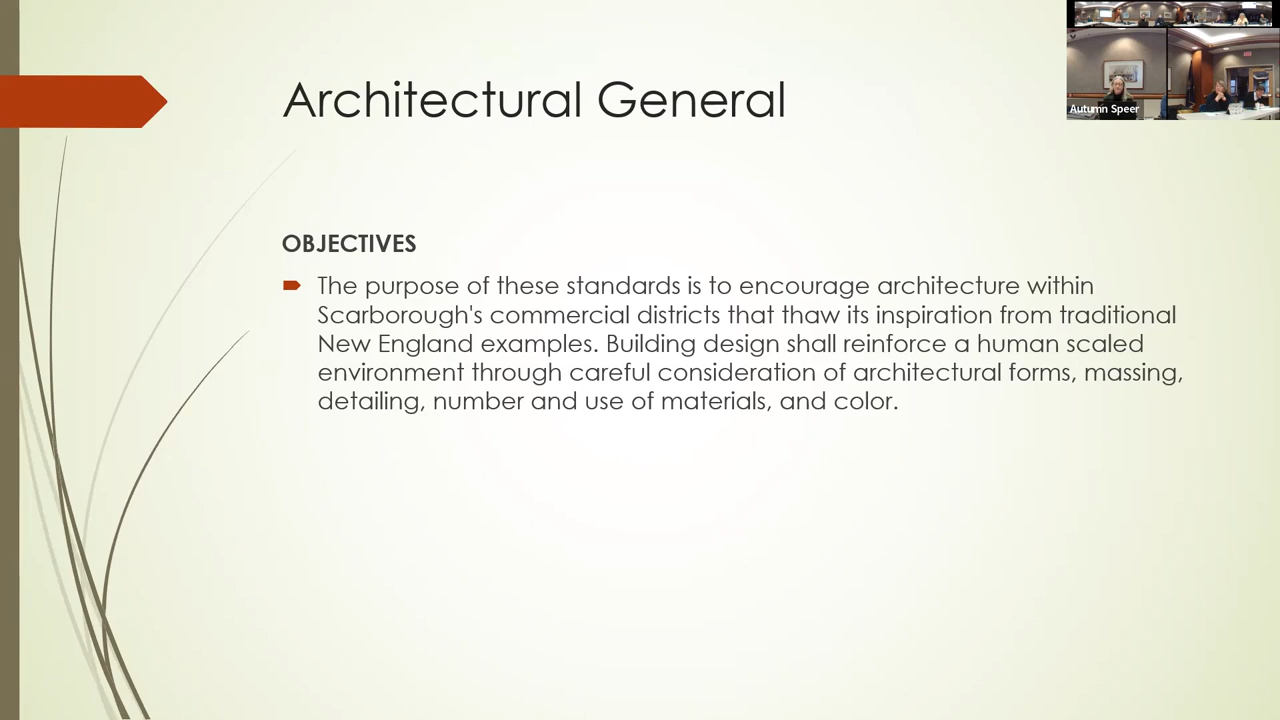 Architectural General
Autumn Speer
OBJECTIVES
The purpose of these standards is to encourage architecture within
Scarborough's commercial districts that thaw its inspiration from traditional
New England examples. Building design shall reinforce a human scaled
environment through careful consideration of architectural forms, massing,
detailing, number and use of materials, and color.